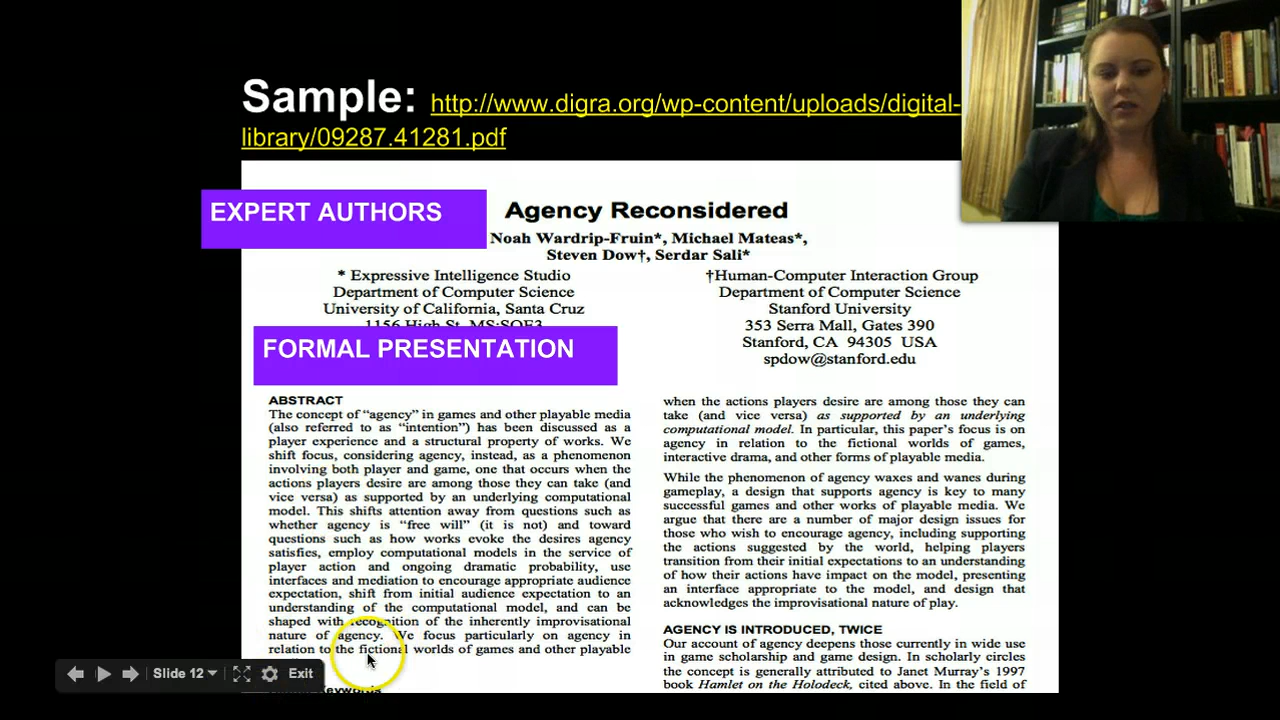 Sample: http://www.digra.org/wp-content/uploads/digital-
library/09287.41281.pdf
EXPERT AUTHORS
Agency Reconsidered
Noah Wardrip-Fruin*, Michael Mateas*,
Steven Dow†, Serdar Sali*
* Expressive Intelligence Studio
Department of Computer Science
University of California, Santa Cruz
1156 High St, MS:SOE3
†Human-Computer Interaction Group
Department of Computer Science
Stanford University
353 Serra Mall, Gates 390
Stanford, CA 94305 USA
spdow@stanford.edu
FORMAL PRESENTATION
ABSTRACT
The concept of “agency” in games and other playable media
(also referred to as “intention”) has been discussed as a
player experience and a structural property of works. We
shift focus, considering agency, instead, as a phenomenon
involving both player and game, one that occurs when the
actions players desire are among those they can take (and
vice versa) as supported by an underlying computational
model. This shifts attention away from questions such as
whether agency is “free will” (it is not) and toward
questions such as how works evoke the desires agency
satisfies, employ computational models in the service of
player action and ongoing dramatic probability, use
interfaces and mediation to encourage appropriate audience
expectation, shift from initial audience expectation to an
understanding of the computational model, and can be
shaped with recognition of the inherently improvisational
nature of agency. We focus particularly on agency in
relation to the fictional worlds of games and other playable
Keywords
when the actions players desire are among those they can
take (and vice versa) as supported by an underlying
computational model. In particular, this paper's focus is on
agency in relation to the fictional worlds of games,
interactive drama, and other forms of playable media.
While the phenomenon of agency waxes and wanes during
gameplay, a design that supports agency is key to many
successful games and other works of playable media. We
argue that there are a number of major design issues for
those who wish to encourage agency, including supporting
the actions suggested by the world, helping players
transition from their initial expectations to an understanding
of how their actions have impact on the model, presenting
an interface appropriate to the model, and design that
acknowledges the improvisational nature of play.
AGENCY IS INTRODUCED, TWICE
Our account of agency deepens those currently in wide use
in game scholarship and game design. In scholarly circles
the concept is generally attributed to Janet Murray's 1997
book Hamlet on the Holodeck, cited above. In the field of
Slide 12
Exit